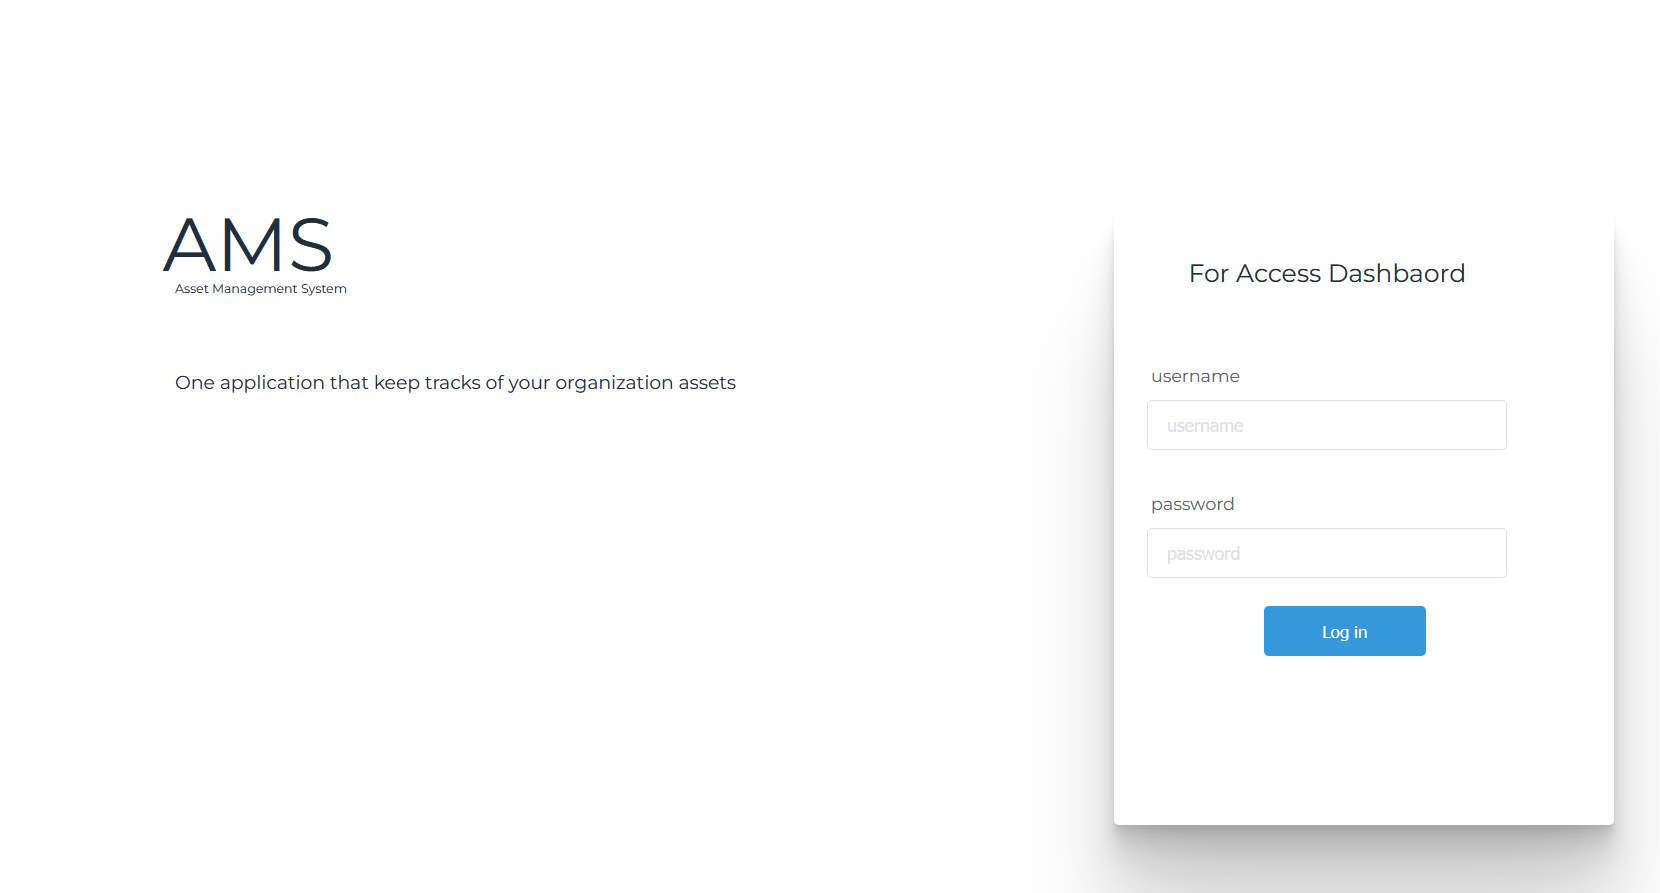 AMS
Asset Management System
One application that keep tracks of your organization assets
For Access Dashbaord
username
username
password
password
Log in